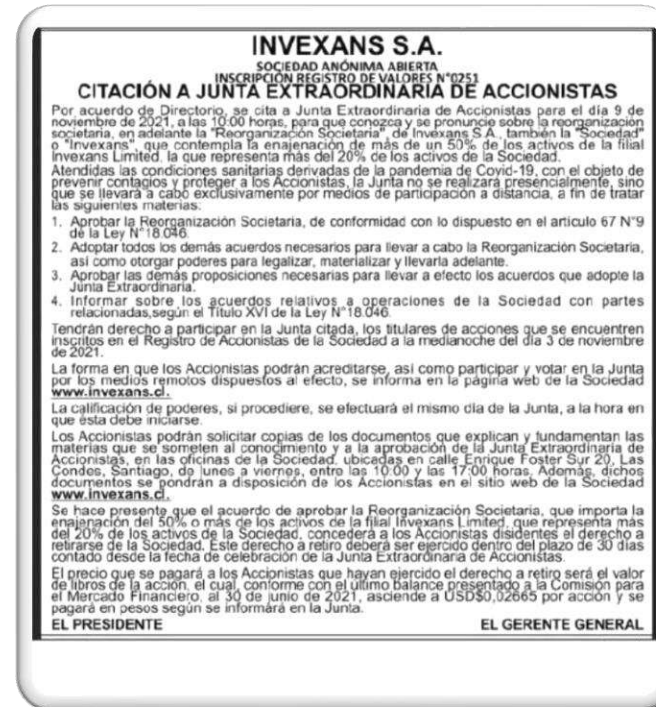 INVEXANS S.A.
SOCIEDAD ANÓNIMA ABIERTA
INSCRIPCIÓN REGISTRO DE VALORES N°0251
CITACIÓN A JUNTA EXTRAORDINARIA DE ACCIONISTAS
Por acuerdo de Directorio, se cita a Junta Extraordinaria de Accionistas para el día 9 de
noviembre de 2021, a las 10:00 horas, para que conozca y se pronuncie sobre la reorganización
societaria, en adelante la "Reorganización Societaria", de Invexans S.A., también la "Sociedad"
o "Invexans", que contempla la enajenación de más de un 50% de los activos de la filial
Invexans Limited, la que representa más del 20% de los activos de la Sociedad.
Atendidas las condiciones sanitarias derivadas de la pandemia de Covid-19, con el objeto de
prevenir contagios y proteger a los Accionistas, la Junta no se realizará presencialmente, sino
que se llevará a cabo exclusivamente por medios de participación a distancia, a fin de tratar
las siguientes materias:
1. Aprobar la Reorganización Societaria, de conformidad con lo dispuesto en el artículo 67 N°9
de la Ley N°18.046.
2. Adoptar todos los demás acuerdos necesarios para llevar a cabo la Reorganización Societaria,
así como otorgar poderes para legalizar, materializar y llevarla adelante.
3. Aprobar las demás proposiciones necesarias para llevar a efecto los acuerdos que adopte la
Junta Extraordinaria.
4. Informar sobre los acuerdos relativos a operaciones de la Sociedad con partes
relacionadas,según el Título XVI de la Ley N°18.046.
Tendrán derecho a participar en la Junta citada, los titulares de acciones que se encuentren
inscritos en el Registro de Accionistas de la Sociedad a la medianoche del día 3 de noviembre
de 2021.
La forma en que los Accionistas podrán acreditarse, así como participar y votar en la Junta
por los medios remotos dispuestos al efecto, se informa en la página web de la Sociedad
www.invexans.cl.
La calificación de poderes, si procediere, se efectuará el mismo día de la Junta, a la hora en
que ésta debe iniciarse.
Los Accionistas podrán solicitar copias de los documentos que explican y fundamentan las
materias que se someten al conocimiento y a la aprobación de la Junta Extraordinaria de
Accionistas, en las oficinas de la Sociedad, ubicadas en calle Enrique Foster Sur 20, Las
Condes, Santiago, de lunes a viernes, entre las 10:00 y las 17:00 horas. Además, dichos
documentos se pondrán a disposición de los Accionistas en el sitio web de la Sociedad
www.invexans.cl.
Se hace presente que el acuerdo de aprobar la Reorganización Societaria, que importa la
enajenación del 50% o más de los activos de la filial Invexans Limited, que representa más
del 20% de los activos de la Sociedad, concederá a los Accionistas disidentes el derecho a
retirarse de la Sociedad. Este derecho a retiro deberá ser ejercido dentro del plazo de 30 días
contado desde la fecha de celebración de la Junta Extraordinaria de Accionistas.
El precio que se pagará a los Accionistas que hayan ejercido el derecho a retiro será el valor
de libros de la acción, el cual, conforme con el último balance presentado a la Comisión para
el Mercado Financiero, al 30 de junio de 2021, asciende a USD$0,02665 por acción y se
pagará en pesos según se informará en la Junta.
EL PRESIDENTE
EL GERENTE GENERAL